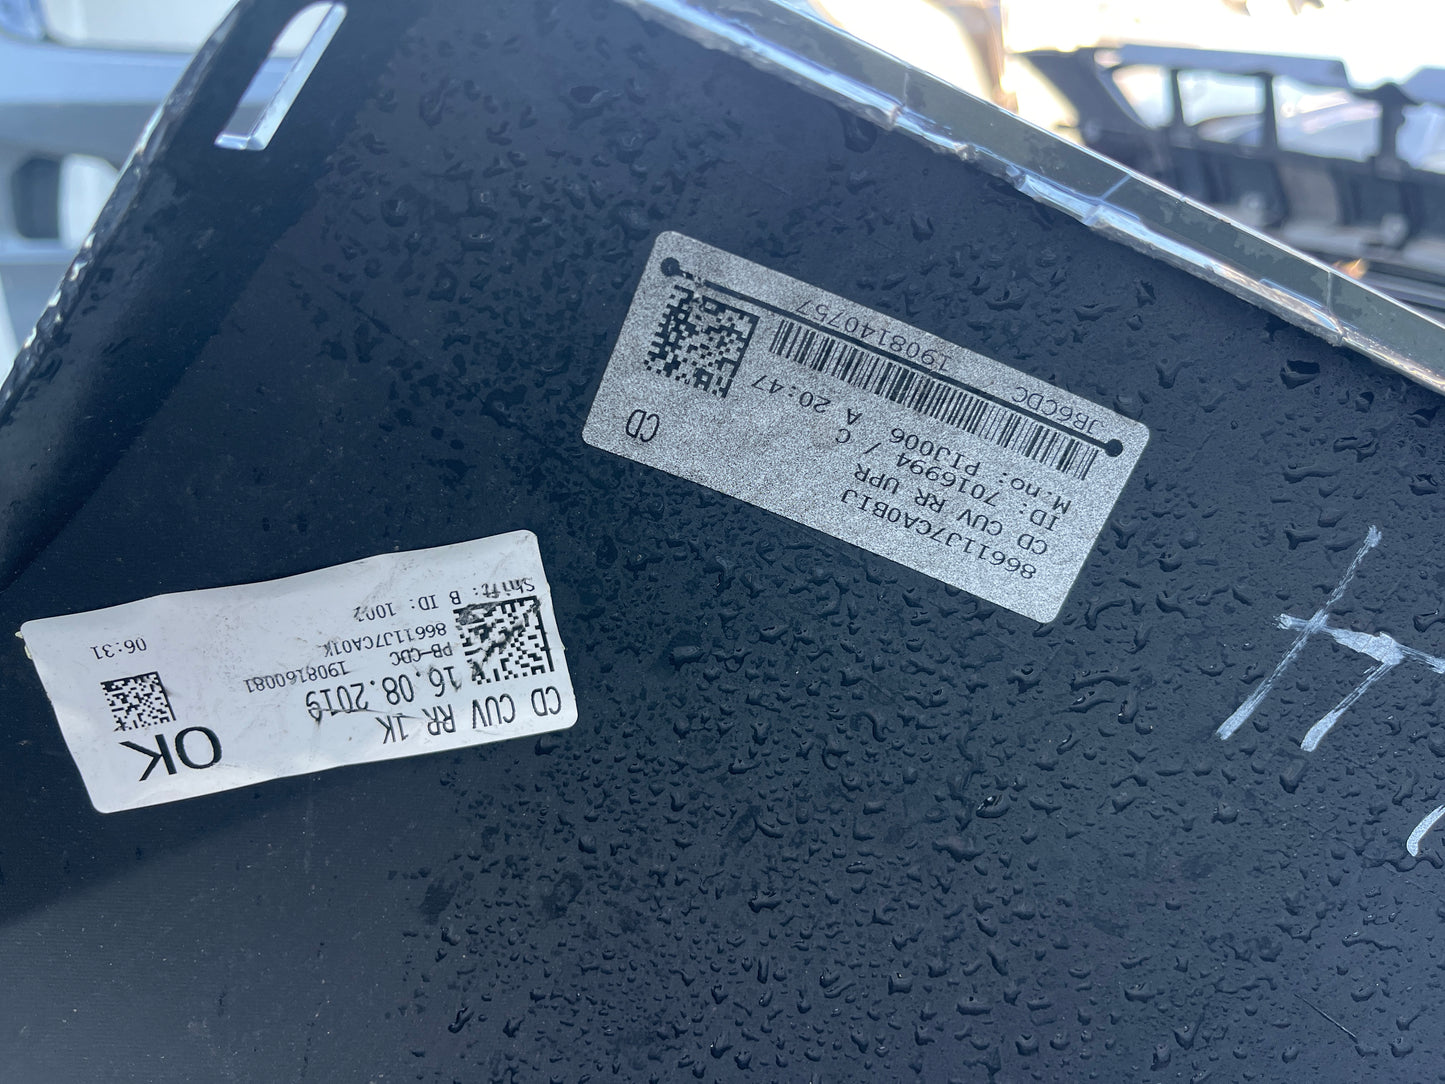 86611J7CA0BIJ
CD CUV RR UPR
ID: 7016994 / C
M.no: PIJ006 A 20:47
CD
JB6CDC 1908140757
CD CUV RR 1K
16.08.2019
PB-CDC 1908160081
86611J7CA01K
Shift: B ID: 1002
06:31
OK